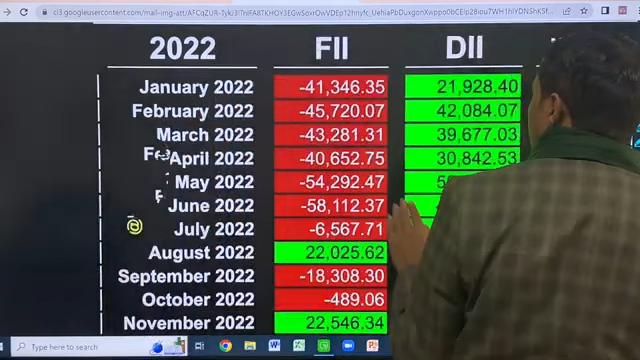 2022 FII DII
January 2022 -41,346.35 21,928.40
February 2022 -45,720.07 42,084.07
March 2022 -43,281.31 39,677.03
April 2022 -40,652.75 30,842.53
May 2022 -54,292.47
June 2022 -58,112.37
July 2022 -6,567.71
August 2022 22,025.62
September 2022 -18,308.30
October 2022 -489.06
November 2022 22,546.34
Type here to search